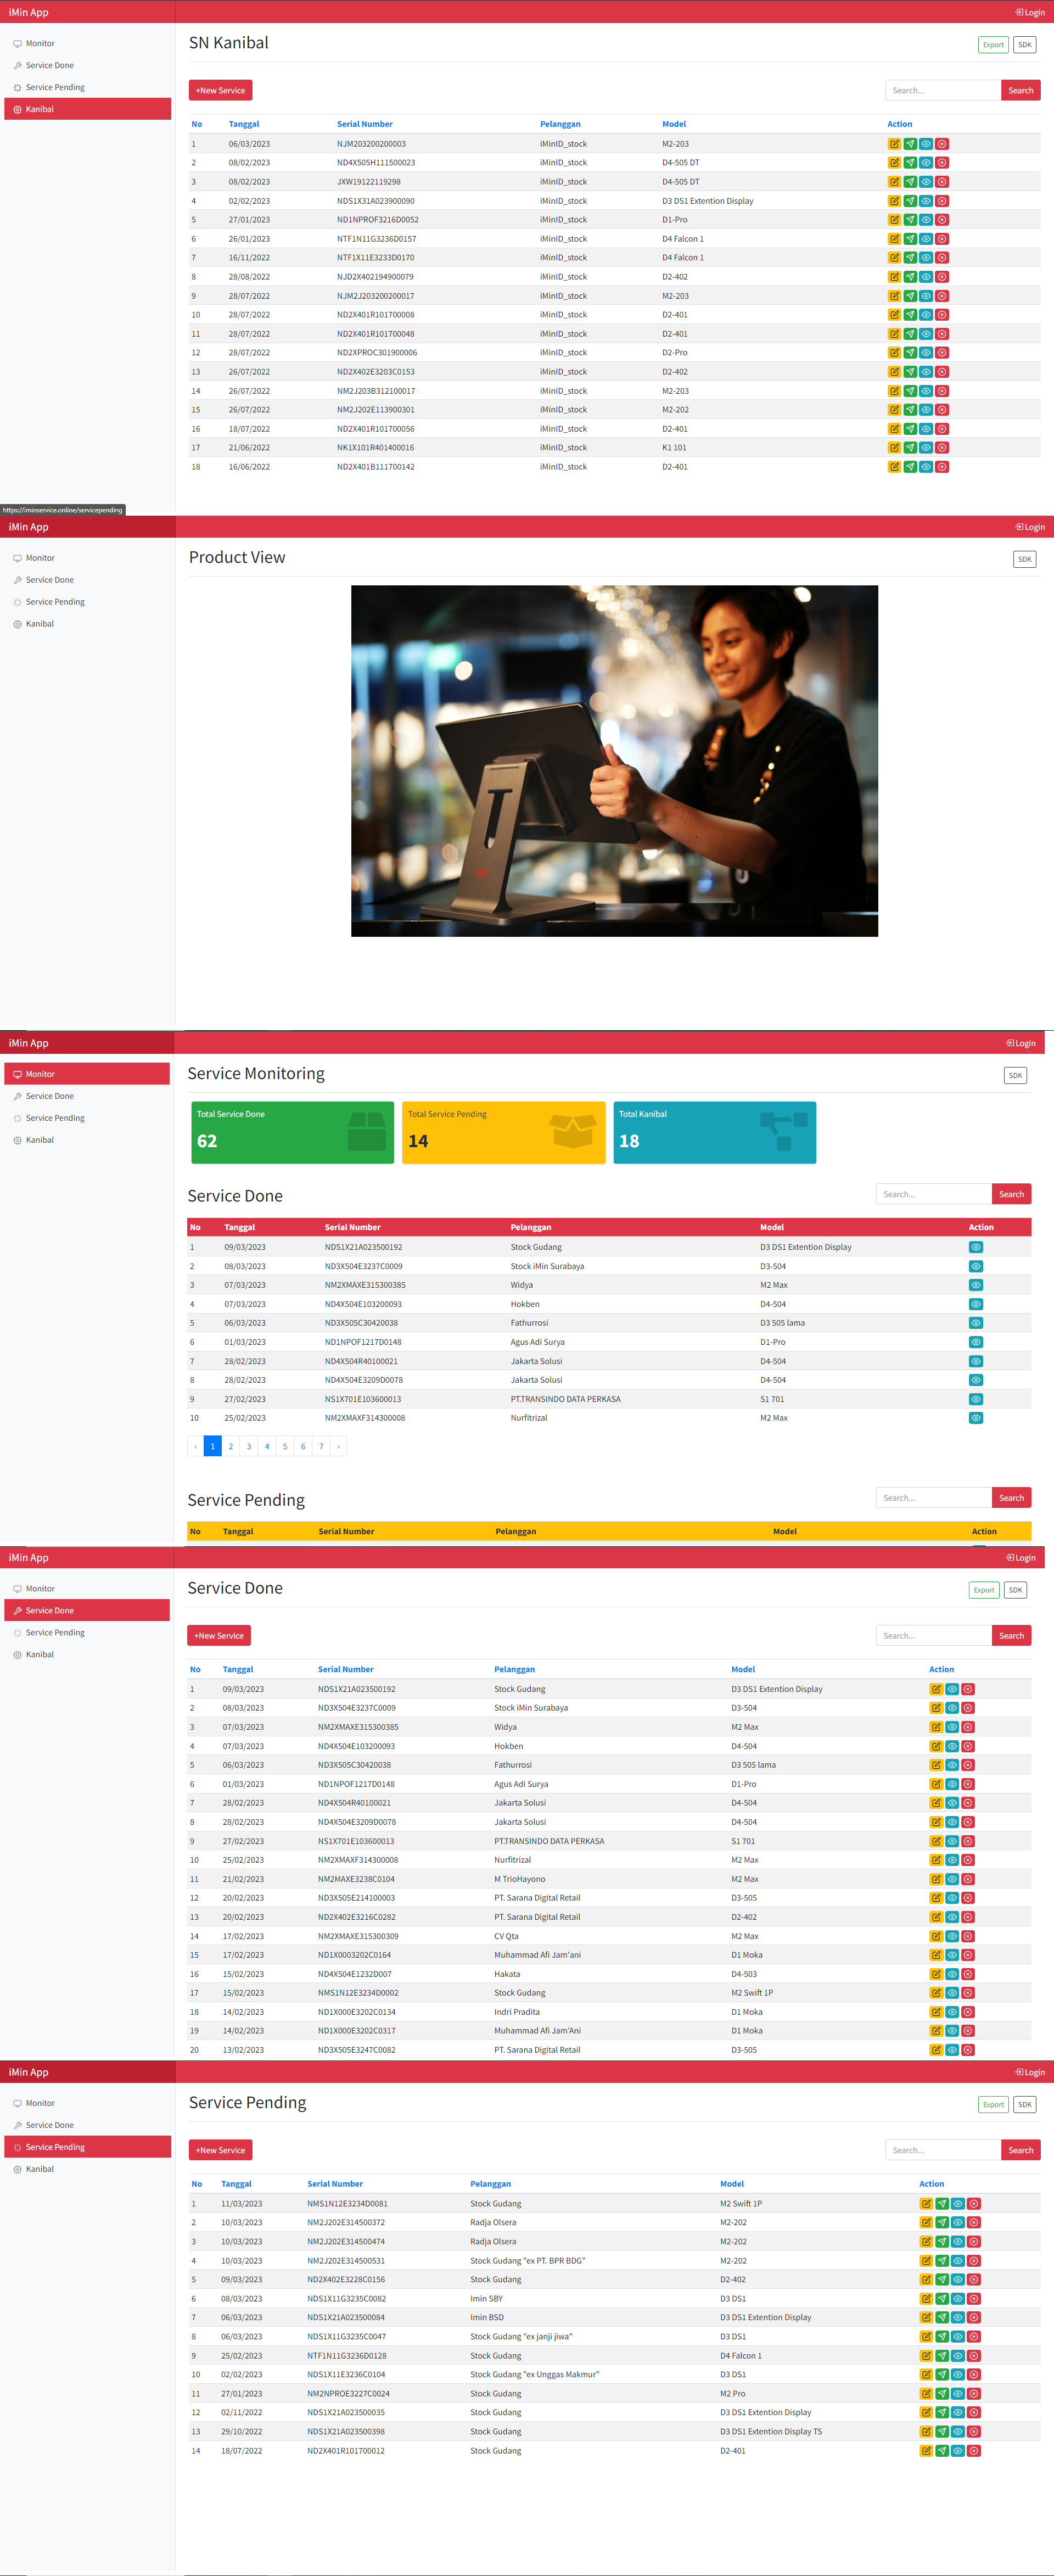 iMin App
Login
Monitor
Service Done
Service Pending
Kanibal
SN Kanibal
Export SDK
+New Service
Search... Search
No Tanggal Serial Number Pelanggan Model Action
1 06/03/2023 NJM203200200003 iMinID_stock M2-203
2 08/02/2023 ND4X505H111500023 iMinID_stock D4-505 DT
3 08/02/2023 JXW19122119298 iMinID_stock D4-505 DT
4 02/02/2023 NDS1X31A023900090 iMinID_stock D3 DS1 Extention Display
5 27/01/2023 ND1NPROF3216D0052 iMinID_stock D1-Pro
6 26/01/2023 NTF1N11G3236D0157 iMinID_stock D4 Falcon 1
7 16/11/2022 NTF1X11E3233D0170 iMinID_stock D4 Falcon 1
8 28/08/2022 NJD2X402194900079 iMinID_stock D2-402
9 28/07/2022 NJM2J203200200017 iMinID_stock M2-203
10 28/07/2022 ND2X401R101700008 iMinID_stock D2-401
11 28/07/2022 ND2X401R101700048 iMinID_stock D2-401
12 28/07/2022 ND2XPROC301900006 iMinID_stock D2-Pro
13 26/07/2022 ND2X402E3203C0153 iMinID_stock D2-402
14 26/07/2022 NM2J203B312100017 iMinID_stock M2-203
15 26/07/2022 NM2J202E113900301 iMinID_stock M2-202
16 18/07/2022 ND2X401R101700056 iMinID_stock D2-401
17 21/06/2022 NK1X101R401400016 iMinID_stock K1 101
18 16/06/2022 ND2X401B111700142 iMinID_stock D2-401
https://iminservice.online/servicepending
iMin App
Login
Monitor
Service Done
Service Pending
Kanibal
Product View
SDK
iMin App
Login
Monitor
Service Done
Service Pending
Kanibal
Service Monitoring
SDK
Total Service Done
62
Total Service Pending
14
Total Kanibal
18
Service Done
Search... Search
No Tanggal Serial Number Pelanggan Model Action
1 09/03/2023 NDS1X21A023500192 Stock Gudang D3 DS1 Extention Display
2 08/03/2023 ND3X504E3237C0009 Stock iMin Surabaya D3-504
3 07/03/2023 NM2XMAXE315300385 Widya M2 Max
4 07/03/2023 ND4X504E103200093 Hokben D4-504
5 06/03/2023 ND3X505C30420038 Fathurrosi D3 505 lama
6 01/03/2023 ND1NPOF1217D0148 Agus Adi Surya D1-Pro
7 28/02/2023 ND4X504R40100021 Jakarta Solusi D4-504
8 28/02/2023 ND4X504E3209D0078 Jakarta Solusi D4-504
9 27/02/2023 NS1X701E103600013 PT.TRANSINDO DATA PERKASA S1 701
10 25/02/2023 NM2XMAXF314300008 Nurfitrizal M2 Max
‹ 1 2 3 4 5 6 7 ›
Service Pending
Search... Search
No Tanggal Serial Number Pelanggan Model Action
iMin App
Login
Monitor
Service Done
Service Pending
Kanibal
Service Done
Export SDK
+New Service
Search... Search
No Tanggal Serial Number Pelanggan Model Action
1 09/03/2023 NDS1X21A023500192 Stock Gudang D3 DS1 Extention Display
2 08/03/2023 ND3X504E3237C0009 Stock iMin Surabaya D3-504
3 07/03/2023 NM2XMAXE315300385 Widya M2 Max
4 07/03/2023 ND4X504E103200093 Hokben D4-504
5 06/03/2023 ND3X505C30420038 Fathurrosi D3 505 lama
6 01/03/2023 ND1NPOF1217D0148 Agus Adi Surya D1-Pro
7 28/02/2023 ND4X504R40100021 Jakarta Solusi D4-504
8 28/02/2023 ND4X504E3209D0078 Jakarta Solusi D4-504
9 27/02/2023 NS1X701E103600013 PT.TRANSINDO DATA PERKASA S1 701
10 25/02/2023 NM2XMAXF314300008 Nurfitrizal M2 Max
11 21/02/2023 NM2MAXE3238C0104 M TrioHayono M2 Max
12 20/02/2023 ND3X505E214100003 PT. Sarana Digital Retail D3-505
13 20/02/2023 ND2X402E3216C0282 PT. Sarana Digital Retail D2-402
14 17/02/2023 NM2XMAXE315300309 CV Qta M2 Max
15 17/02/2023 ND1X0003202C0164 Muhammad Afi Jam'ani D1 Moka
16 15/02/2023 ND4X504E1232D007 Hakata D4-503
17 15/02/2023 NMS1N12E3234D0002 Stock Gudang M2 Swift 1P
18 14/02/2023 ND1X000E3202C0134 Indri Pradita D1 Moka
19 14/02/2023 ND1X000E3202C0317 Muhammad Afi Jam'Ani D1 Moka
20 13/02/2023 ND3X505E3247C0082 PT. Sarana Digital Retail D3-505
iMin App
Login
Monitor
Service Done
Service Pending
Kanibal
Service Pending
Export SDK
+New Service
Search... Search
No Tanggal Serial Number Pelanggan Model Action
1 11/03/2023 NMS1N12E3234D0081 Stock Gudang M2 Swift 1P
2 10/03/2023 NM2J202E314500372 Radja Olsera M2-202
3 10/03/2023 NM2J202E314500474 Radja Olsera M2-202
4 10/03/2023 NM2J202E314500531 Stock Gudang "ex PT. BPR BDG" M2-202
5 09/03/2023 ND2X402E3228C0156 Stock Gudang D2-402
6 08/03/2023 NDS1X11G3235C0082 Imin SBY D3 DS1
7 06/03/2023 NDS1X21A023500084 Imin BSD D3 DS1 Extention Display
8 06/03/2023 NDS1X11G3235C0047 Stock Gudang "ex janji jiwa" D3 DS1
9 25/02/2023 NTF1N11G3236D0128 Stock Gudang D4 Falcon 1
10 02/02/2023 NDS1X11E3236C0104 Stock Gudang "ex Unggas Makmur" D3 DS1
11 27/01/2023 NM2NPROE3227C0024 Stock Gudang M2 Pro
12 02/11/2022 NDS1X21A023500035 Stock Gudang D3 DS1 Extention Display
13 29/10/2022 NDS1X21A023500398 Stock Gudang D3 DS1 Extention Display TS
14 18/07/2022 ND2X401R101700012 Stock Gudang D2-401